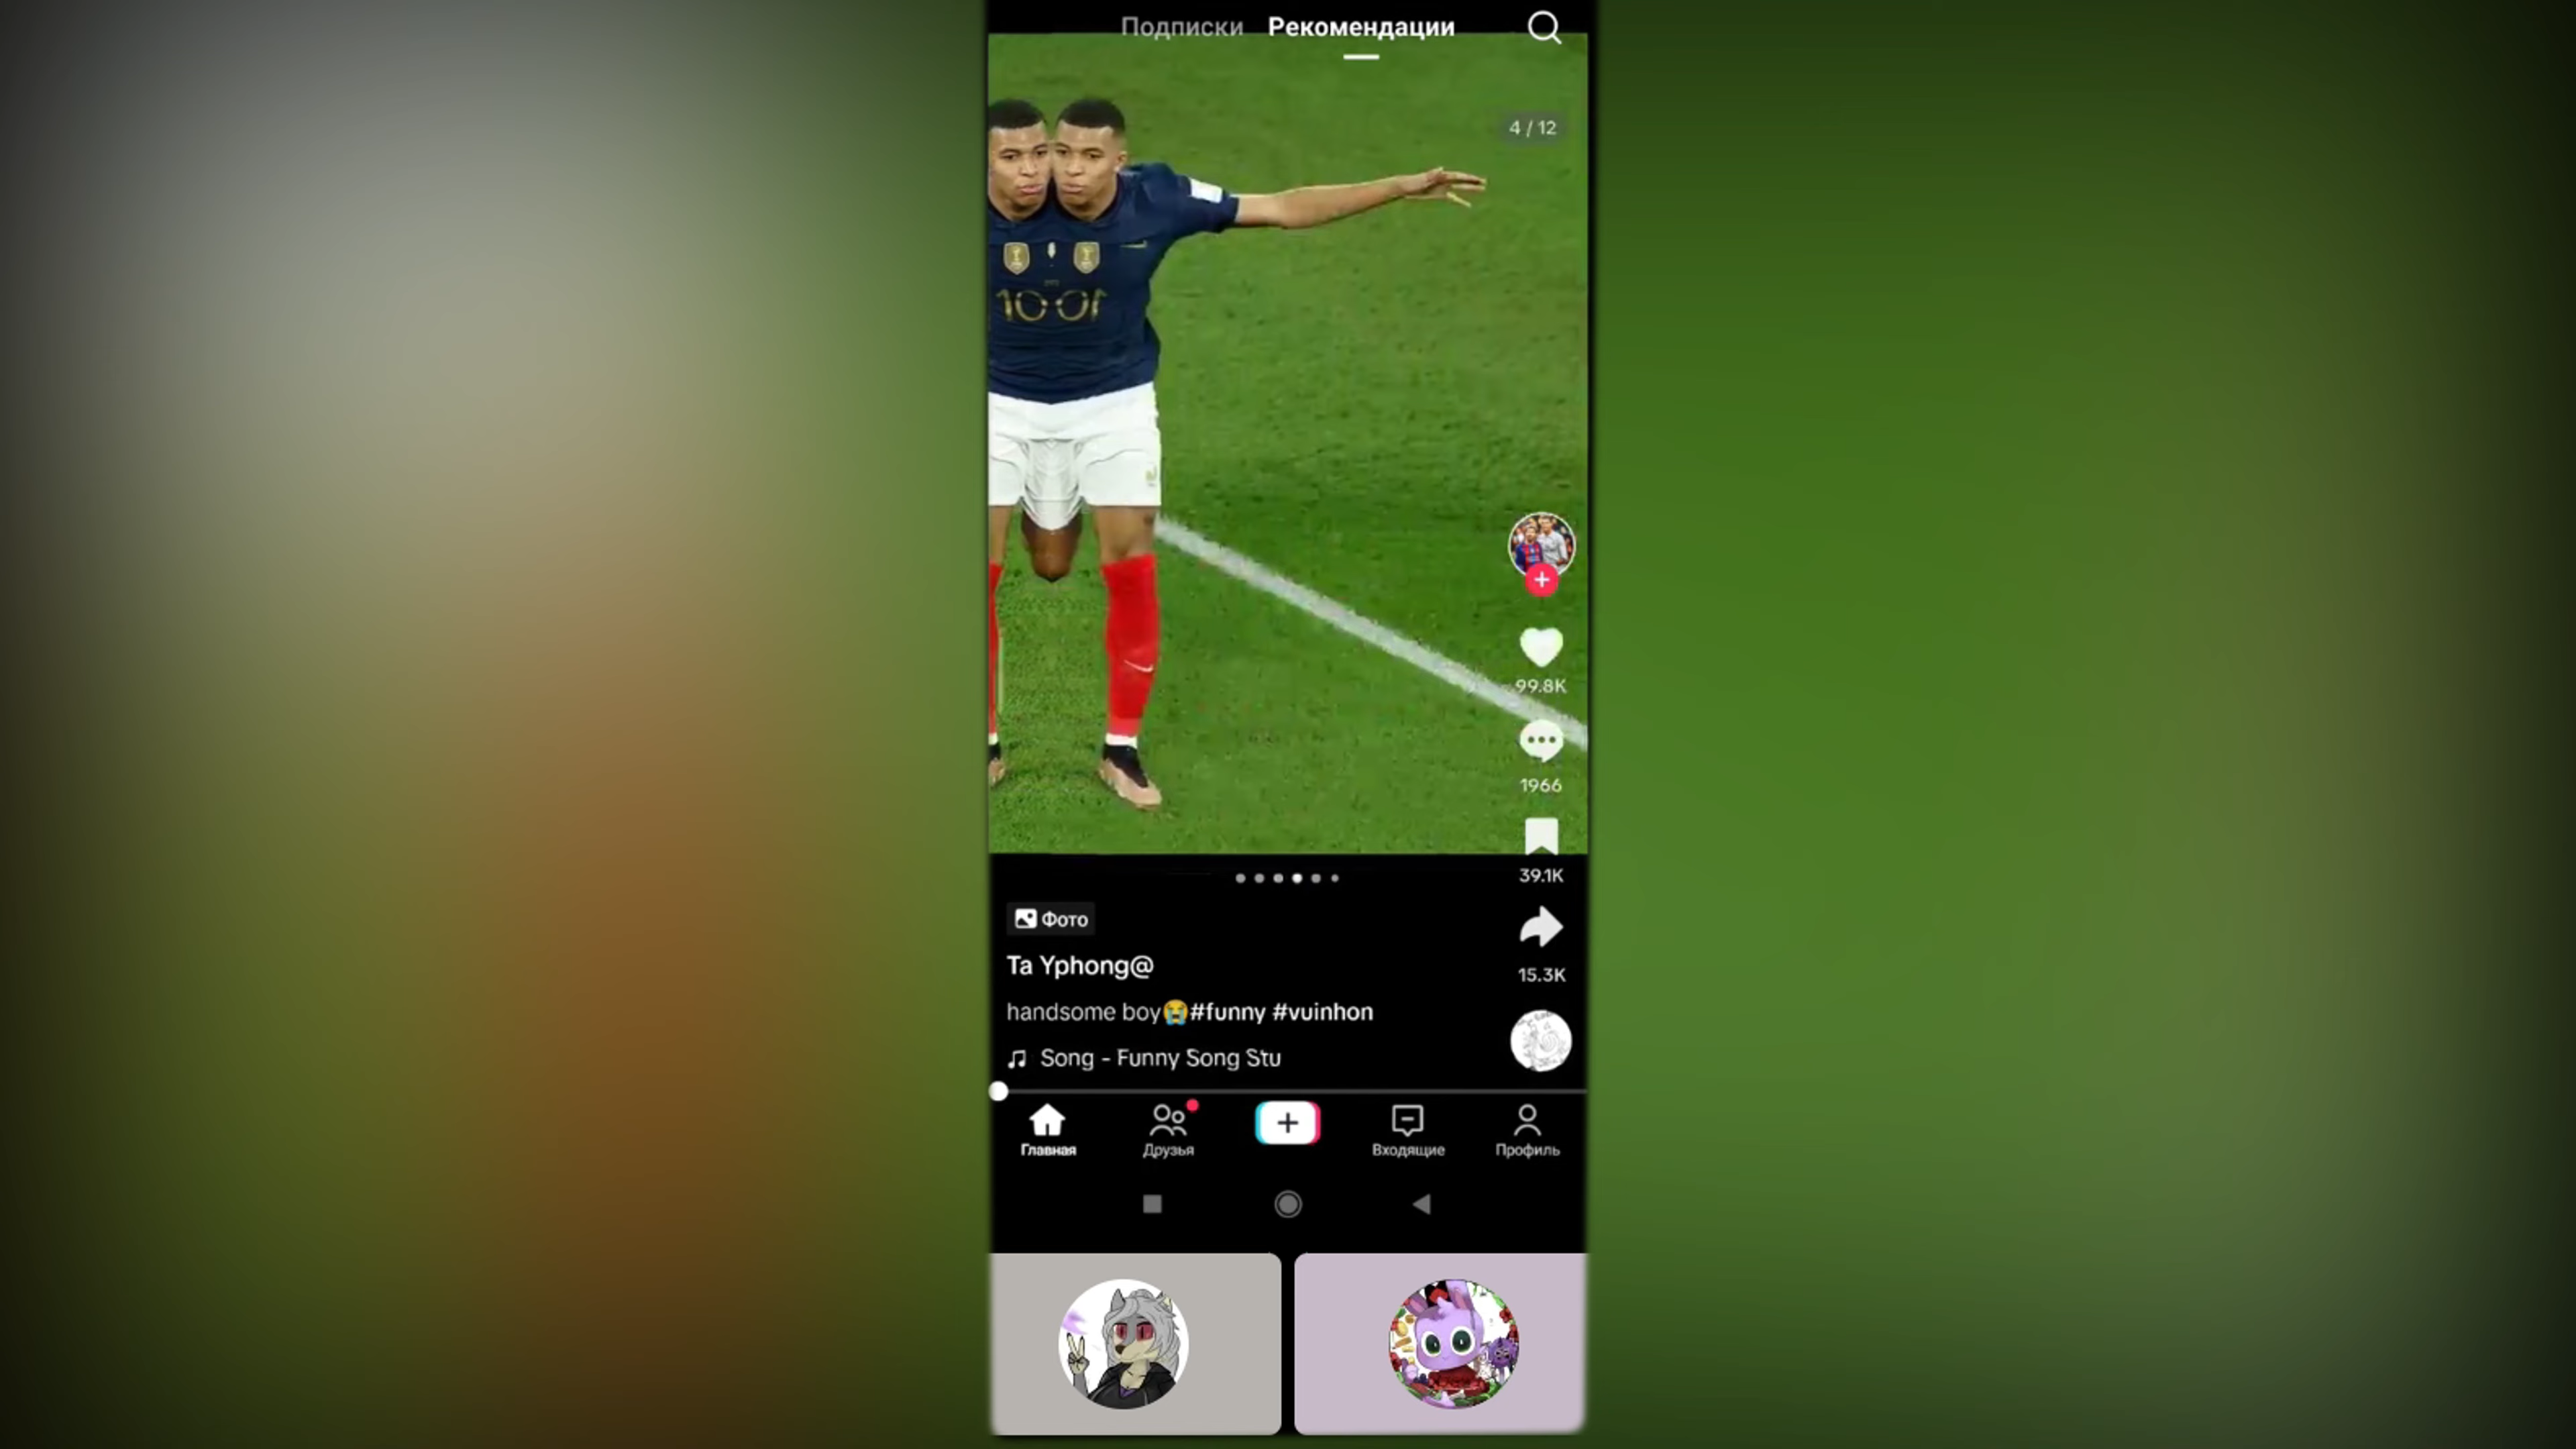 Подписки Рекомендации
4 / 12
99.8K
1966
39.1K
Фото
Ta Yphong@
15.3K
handsome boy😭#funny #vuinhon
Song - Funny Song Stu
Главная Друзья Входящие Профиль